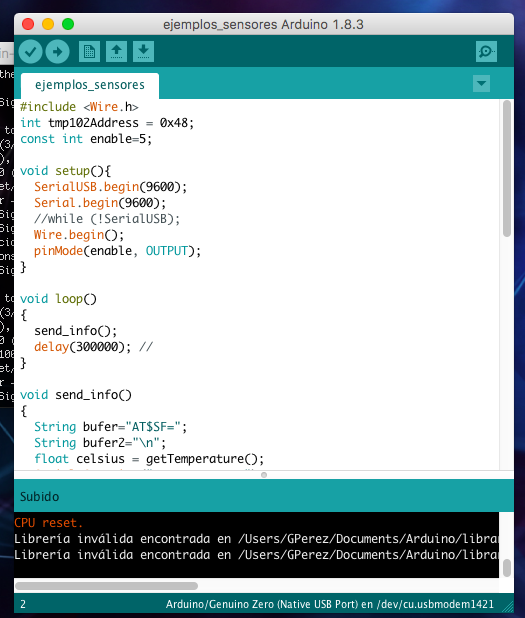 ejemplos_sensores Arduino 1.8.3
ejemplos_sensores
#include <Wire.h>
int tmp102Address = 0x48;
const int enable=5;
void setup(){
SerialUSB.begin(9600);
Serial.begin(9600);
//while (!SerialUSB);
Wire.begin();
pinMode(enable, OUTPUT);
}
void loop()
{
send_info();
delay(300000); //
}
void send_info()
{
String bufer="AT$SF=";
String bufer2="\n";
float celsius = getTemperature();
Subido
CPU reset.
Librería inválida encontrada en /Users/GPerez/Documents/Arduino/librar
Librería inválida encontrada en /Users/GPerez/Documents/Arduino/librar
2
Arduino/Genuino Zero (Native USB Port) en /dev/cu.usbmodem1421